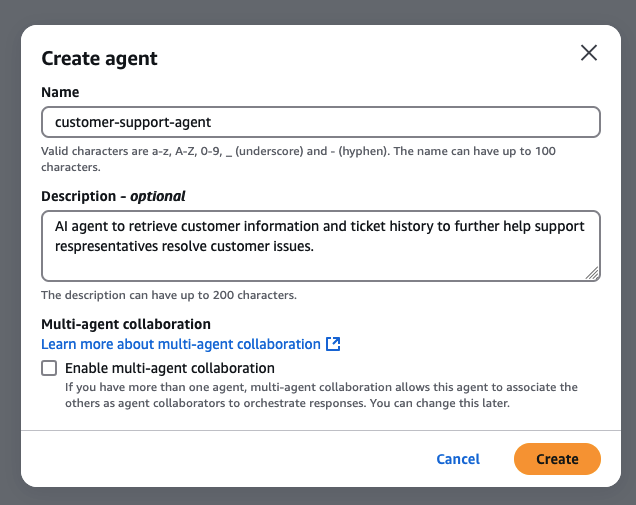 Create agent
Name
customer-support-agent
Valid characters are a-z, A-Z, 0-9, _ (underscore) and - (hyphen). The name can have up to 100
characters.
Description - optional
AI agent to retrieve customer information and ticket history to further help support
respresentatives resolve customer issues.
The description can have up to 200 characters.
Multi-agent collaboration
Learn more about multi-agent collaboration
Enable multi-agent collaboration
If you have more than one agent, multi-agent collaboration allows this agent to associate the
others as agent collaborators to orchestrate responses. You can change this later.
Cancel
Create